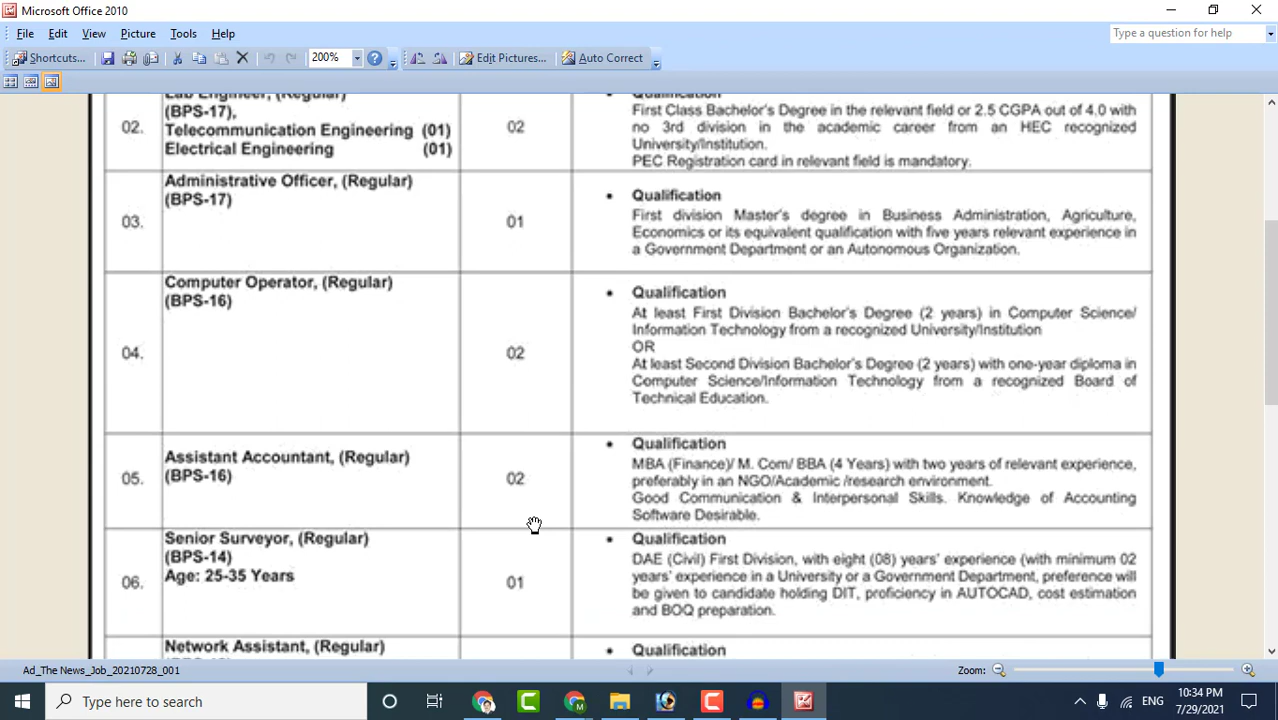 Microsoft Office 2010
File Edit View Picture Tools Help
Type a question for help
Shortcuts... 200% Edit Pictures... Auto Correct
Lab Engineer, (Regular)
(BPS-17),
Telecommunication Engineering (01)
Electrical Engineering (01)
02.
02
Qualification
First Class Bachelor's Degree in the relevant field or 2.5 CGPA out of 4.0 with
no 3rd division in the academic career from an HEC recognized
University/Institution.
PEC Registration card in relevant field is mandatory.
03.
Administrative Officer, (Regular)
(BPS-17)
01
• Qualification
First division Master's degree in Business Administration, Agriculture,
Economics or its equivalent qualification with five years relevant experience in
a Government Department or an Autonomous Organization.
04.
Computer Operator, (Regular)
(BPS-16)
02
• Qualification
At least First Division Bachelor's Degree (2 years) in Computer Science/
Information Technology from a recognized University/Institution
OR
At least Second Division Bachelor's Degree (2 years) with one-year diploma in
Computer Science/Information Technology from a recognized Board of
Technical Education.
05.
Assistant Accountant, (Regular)
(BPS-16)
02
• Qualification
MBA (Finance)/ M. Com/ BBA (4 Years) with two years of relevant experience,
preferably in an NGO/Academic /research environment.
Good Communication & Interpersonal Skills. Knowledge of Accounting
Software Desirable.
06.
Senior Surveyor, (Regular)
(BPS-14)
Age: 25-35 Years
01
• Qualification
DAE (Civil) First Division, with eight (08) years' experience (with minimum 02
years' experience in a University or a Government Department, preference will
be given to candidate holding DIT, proficiency in AUTOCAD, cost estimation
and BOQ preparation.
Network Assistant, (Regular)
• Qualification
Ad_The News_Job_20210728_001
Zoom:
Type here to search
ENG
10:34 PM
7/29/2021